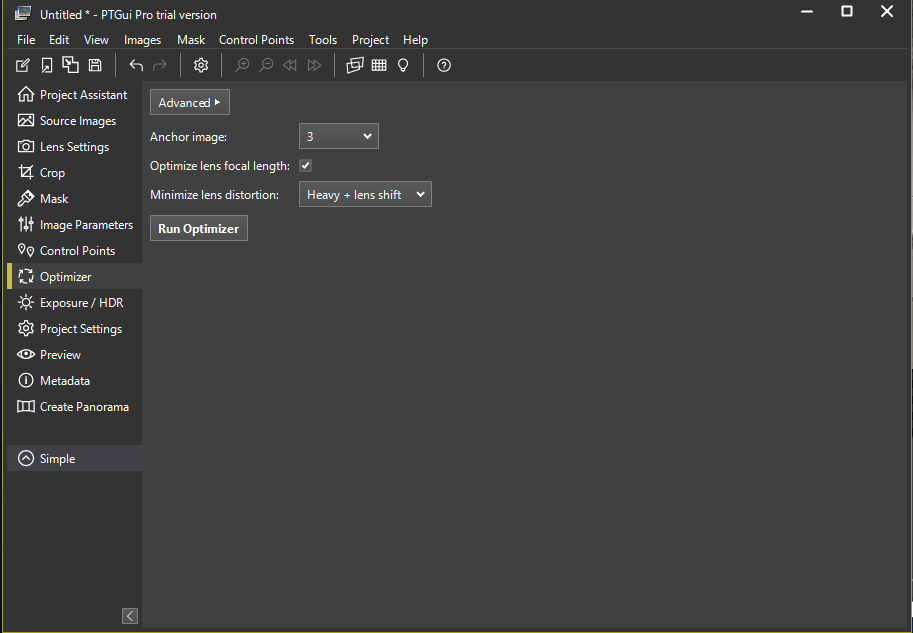 Untitled * - PTGui Pro trial version
File Edit View Images Mask Control Points Tools Project Help
Project Assistant
Source Images
Lens Settings
Crop
Mask
Image Parameters
Control Points
Optimizer
Exposure / HDR
Project Settings
Preview
Metadata
Create Panorama
Simple
Advanced
Anchor image: 3
Optimize lens focal length:
Minimize lens distortion: Heavy + lens shift
Run Optimizer